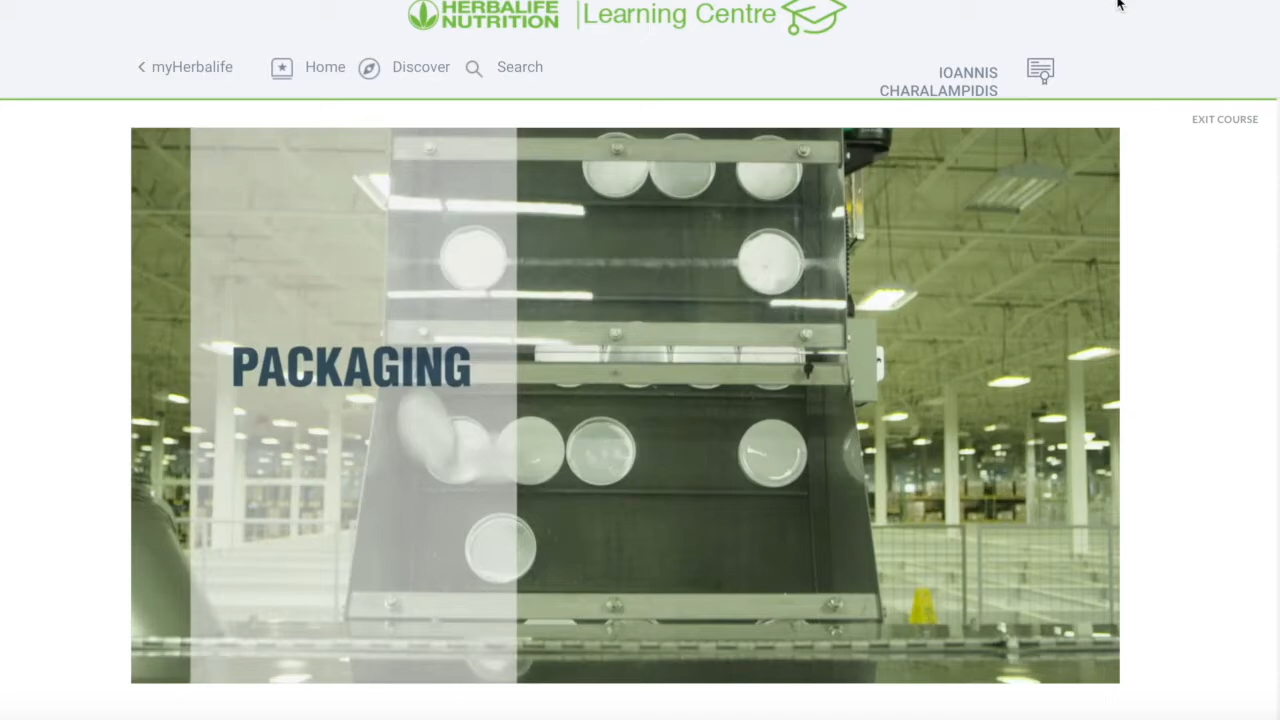 HERBALIFE NUTRITION | Learning Centre
myHerbalife Home Discover Search
IOANNIS
CHARALAMPIDIS
EXIT COURSE
PACKAGING